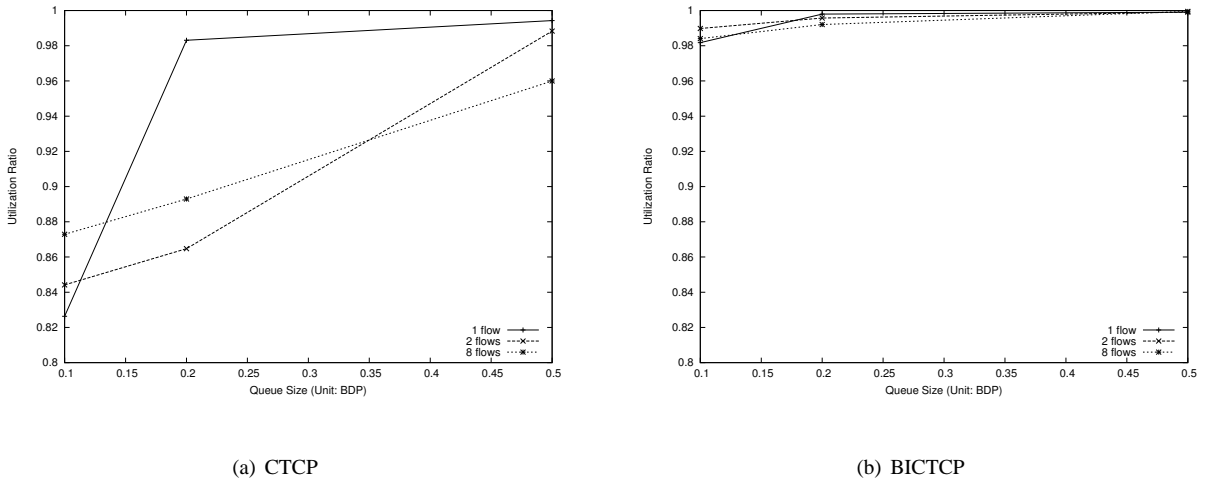 1
0.98
0.96
0.94
0.92
0.9
0.88
0.86
0.84
0.82
0.8
Utilization Ratio
1 flow
2 flows
8 flows
0.1 0.15 0.2 0.25 0.3 0.35 0.4 0.45 0.5
Queue Size (Unit: BDP)
(a) CTCP
1
0.98
0.96
0.94
0.92
0.9
0.88
0.86
0.84
0.82
0.8
Utilization Ratio
1 flow
2 flows
8 flows
0.1 0.15 0.2 0.25 0.3 0.35 0.4 0.45 0.5
Queue Size (Unit: BDP)
(b) BICTCP